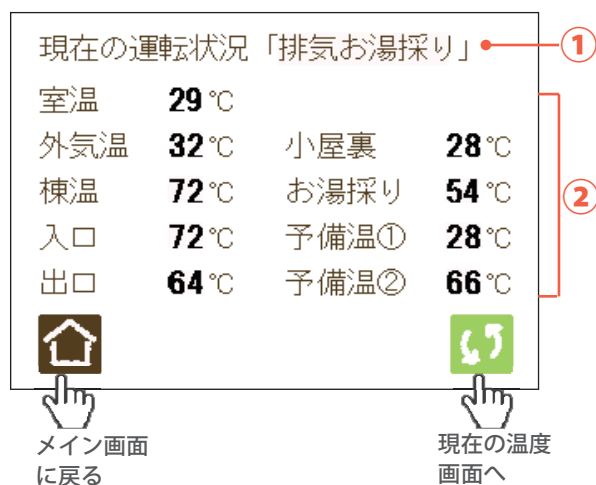 現在の運転状況「排気お湯採り」 ①
室温 29℃
外気温 32℃ 小屋裏 28℃
棟温 72℃ お湯採り 54℃ ②
入口 72℃ 予備温① 28℃
出口 64℃ 予備温② 66℃
メイン画面 現在の温度
に戻る 画面へ